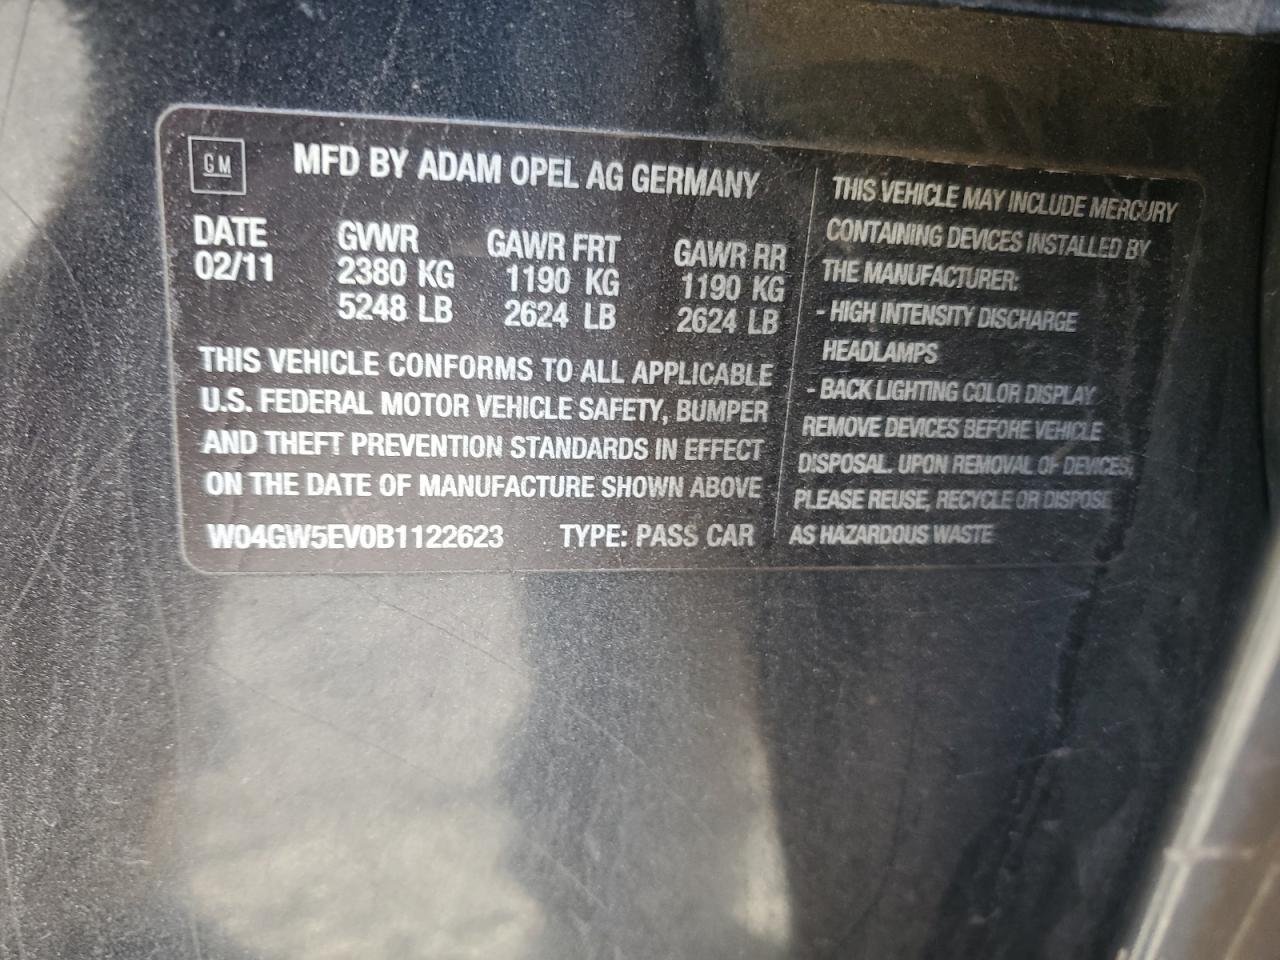 GM
MFD BY ADAM OPEL AG GERMANY
DATE GVWR GAWR FRT GAWR RR
02/11 2380 KG 1190 KG 1190 KG
5248 LB 2624 LB 2624 LB
THIS VEHICLE CONFORMS TO ALL APPLICABLE
U.S. FEDERAL MOTOR VEHICLE SAFETY, BUMPER
AND THEFT PREVENTION STANDARDS IN EFFECT
ON THE DATE OF MANUFACTURE SHOWN ABOVE
W04GW5EV0B1122623 TYPE: PASS CAR
THIS VEHICLE MAY INCLUDE MERCURY
CONTAINING DEVICES INSTALLED BY
THE MANUFACTURER:
- HIGH INTENSITY DISCHARGE
HEADLAMPS
- BACK LIGHTING COLOR DISPLAY
REMOVE DEVICES BEFORE VEHICLE
DISPOSAL. UPON REMOVAL OF DEVICES,
PLEASE REUSE, RECYCLE OR DISPOSE
AS HAZARDOUS WASTE